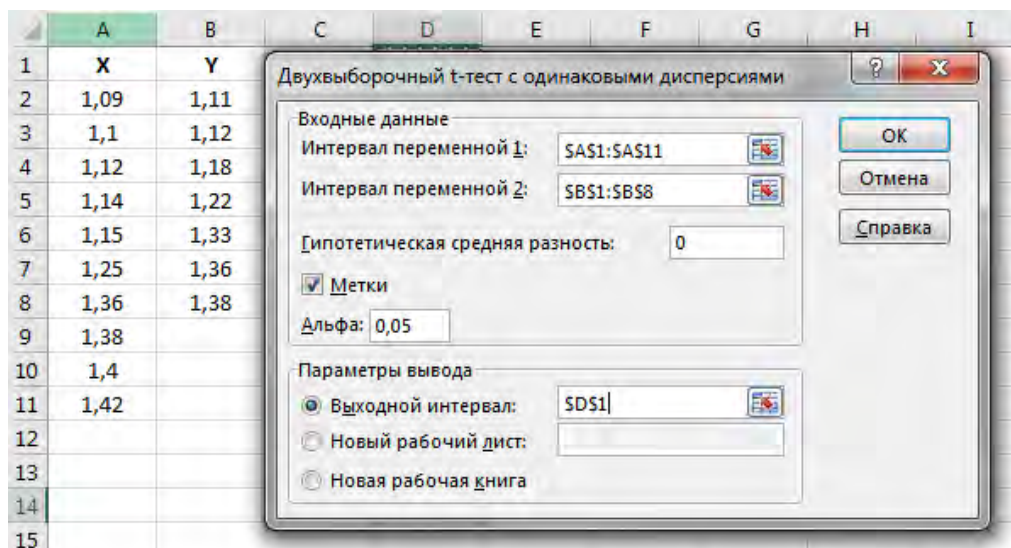 A B C D E F G H I
1 X Y
2 1,09 1,11
3 1,1 1,12
4 1,12 1,18
5 1,14 1,22
6 1,15 1,33
7 1,25 1,36
8 1,36 1,38
9 1,38
10 1,4
11 1,42
12
13
14
15
Двухвыборочный t-тест с одинаковыми дисперсиями
Входные данные
Интервал переменной 1: $A$1:$A$11
Интервал переменной 2: $B$1:$B$8
Гипотетическая средняя разность: 0
Метки
Альфа: 0,05
Параметры вывода
Выходной интервал: $D$1
Новый рабочий лист:
Новая рабочая книга
ОК
Отмена
Справка